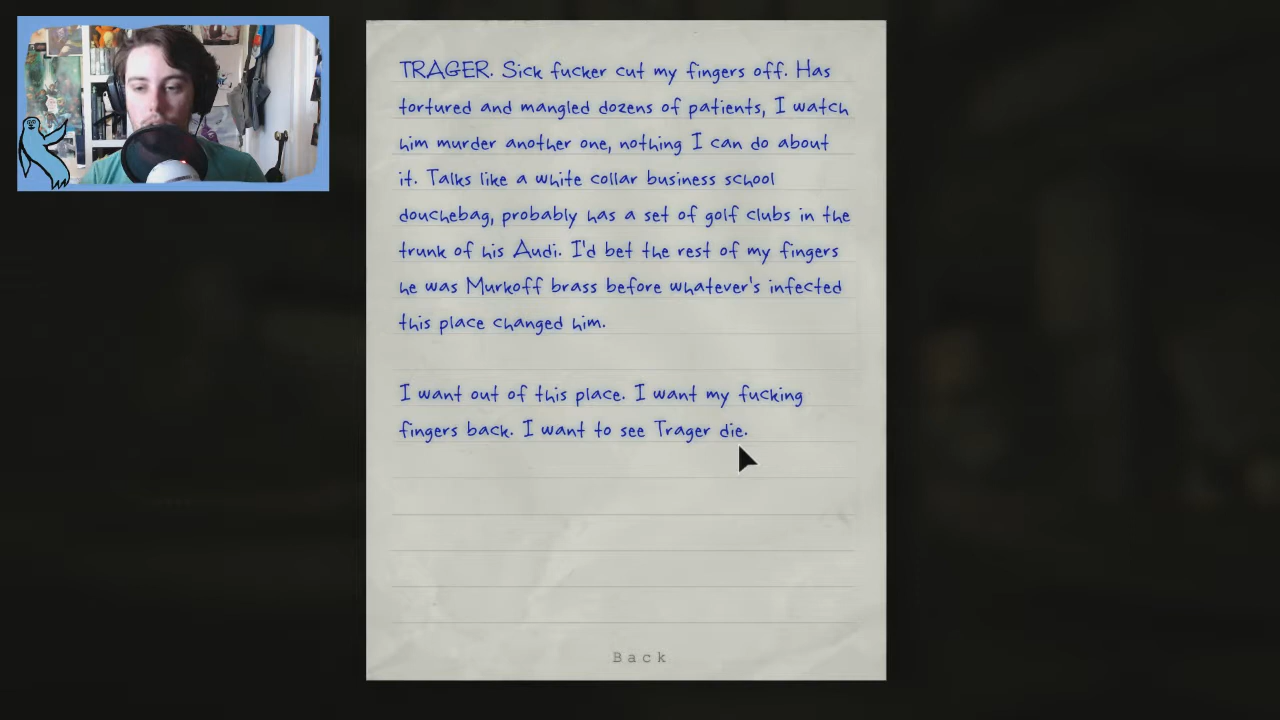 TRAGER. Sick fucker cut my fingers off. Has
tortured and mangled dozens of patients, I watch
him murder another one, nothing I can do about
it. Talks like a white collar business school
douchebag, probably has a set of golf clubs in the
trunk of his Audi. I'd bet the rest of my fingers
he was Murkoff brass before whatever's infected
this place changed him.
I want out of this place. I want my fucking
fingers back. I want to see Trager die.
Back